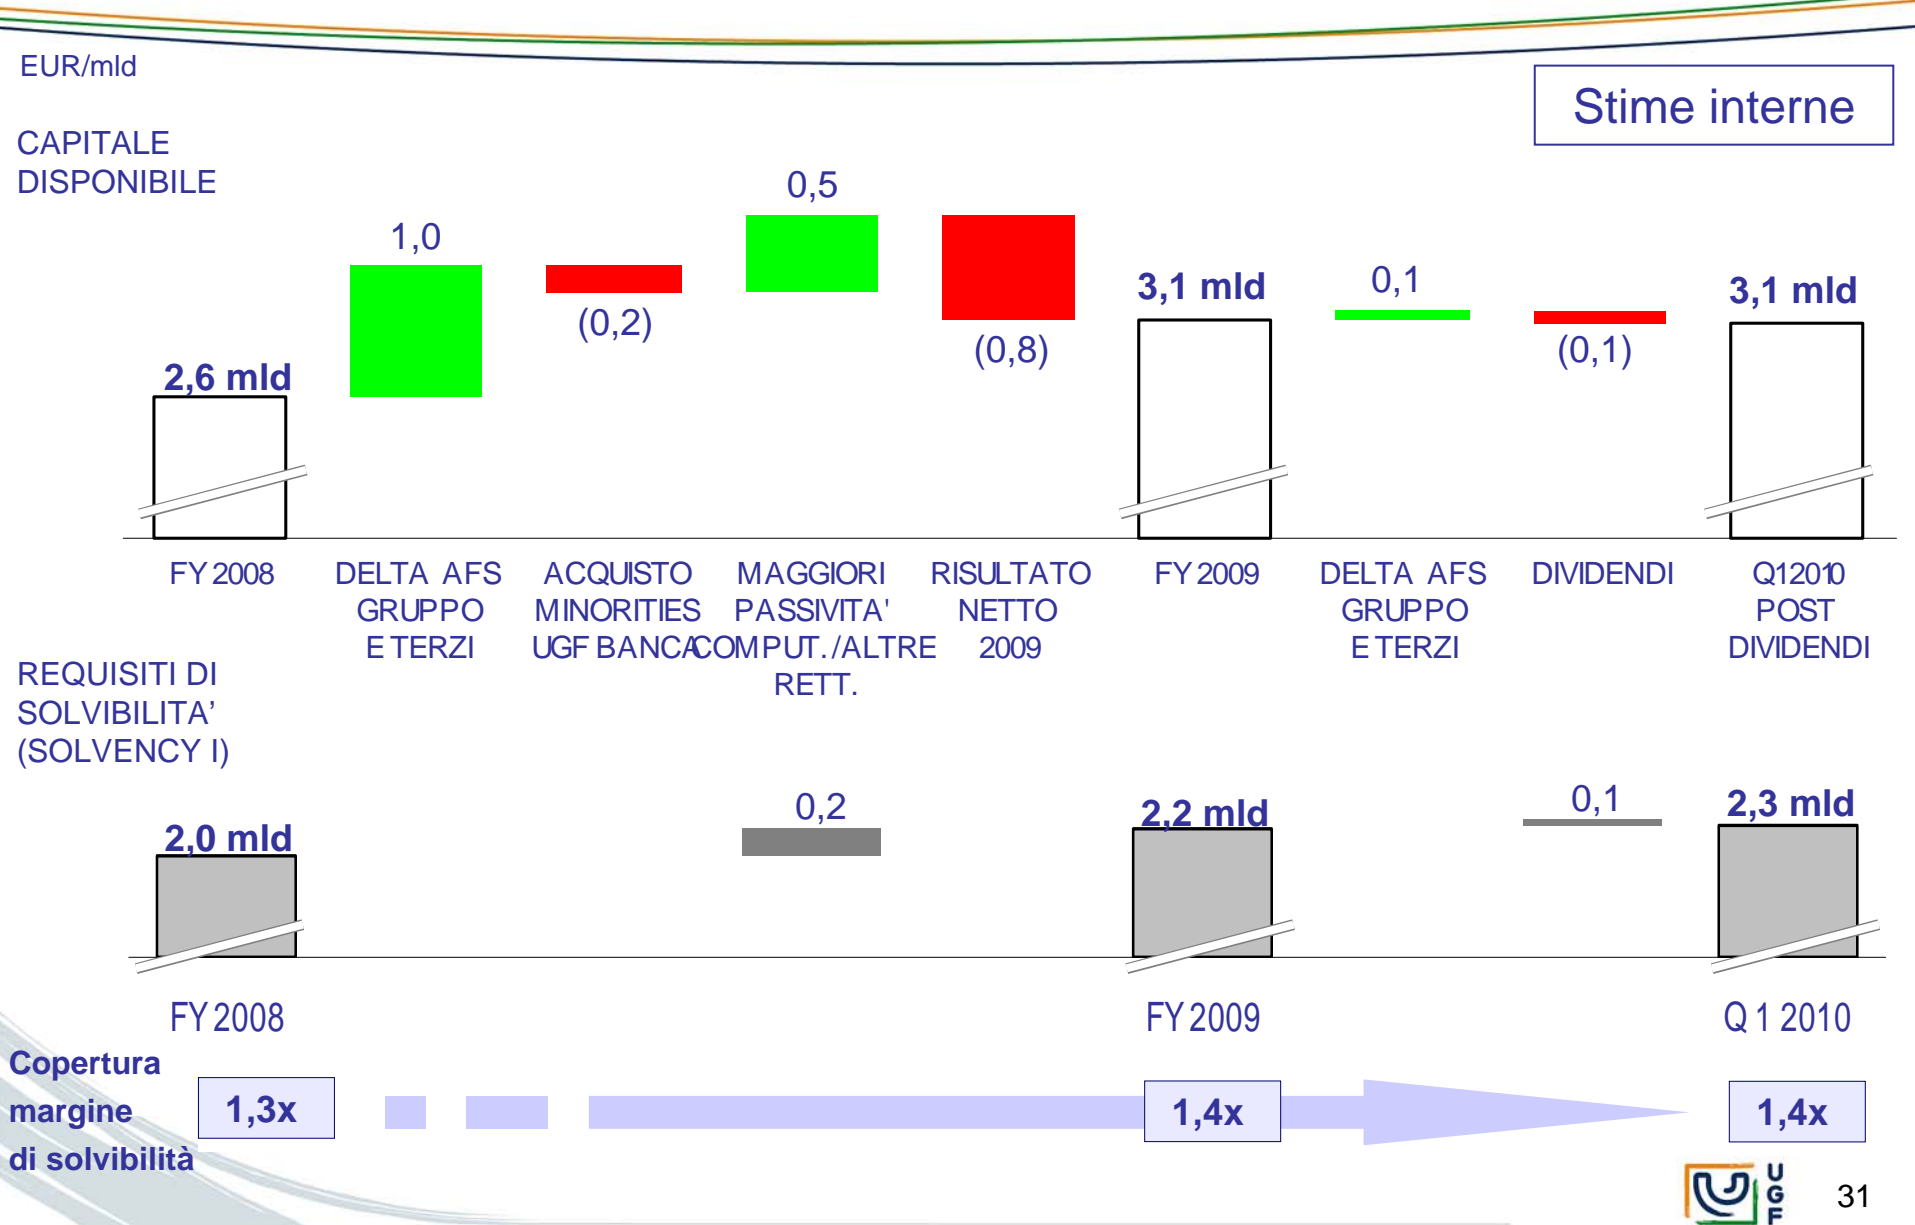 EUR/mld
Stime interne
CAPITALE
DISPONIBILE
1,0
(0,2)
0,5
(0,8)
0,1
(0,1)
2,6 mld
3,1 mld
3,1 mld
FY 2008
DELTA AFS
GRUPPO
E TERZI
ACQUISTO
MINORITIES
UGF BANCA
MAGGIORI
PASSIVITA'
COMPUT./ALTRE
RETT.
RISULTATO
NETTO
2009
FY 2009
DELTA AFS
GRUPPO
E TERZI
DIVIDENDI
Q1 2010
POST
DIVIDENDI
REQUISITI DI
SOLVIBILITA’
(SOLVENCY I)
2,0 mld
0,2
2,2 mld
0,1
2,3 mld
FY 2008
FY 2009
Q 1 2010
Copertura
margine
di solvibilità
1,3x
1,4x
1,4x
UGF
31